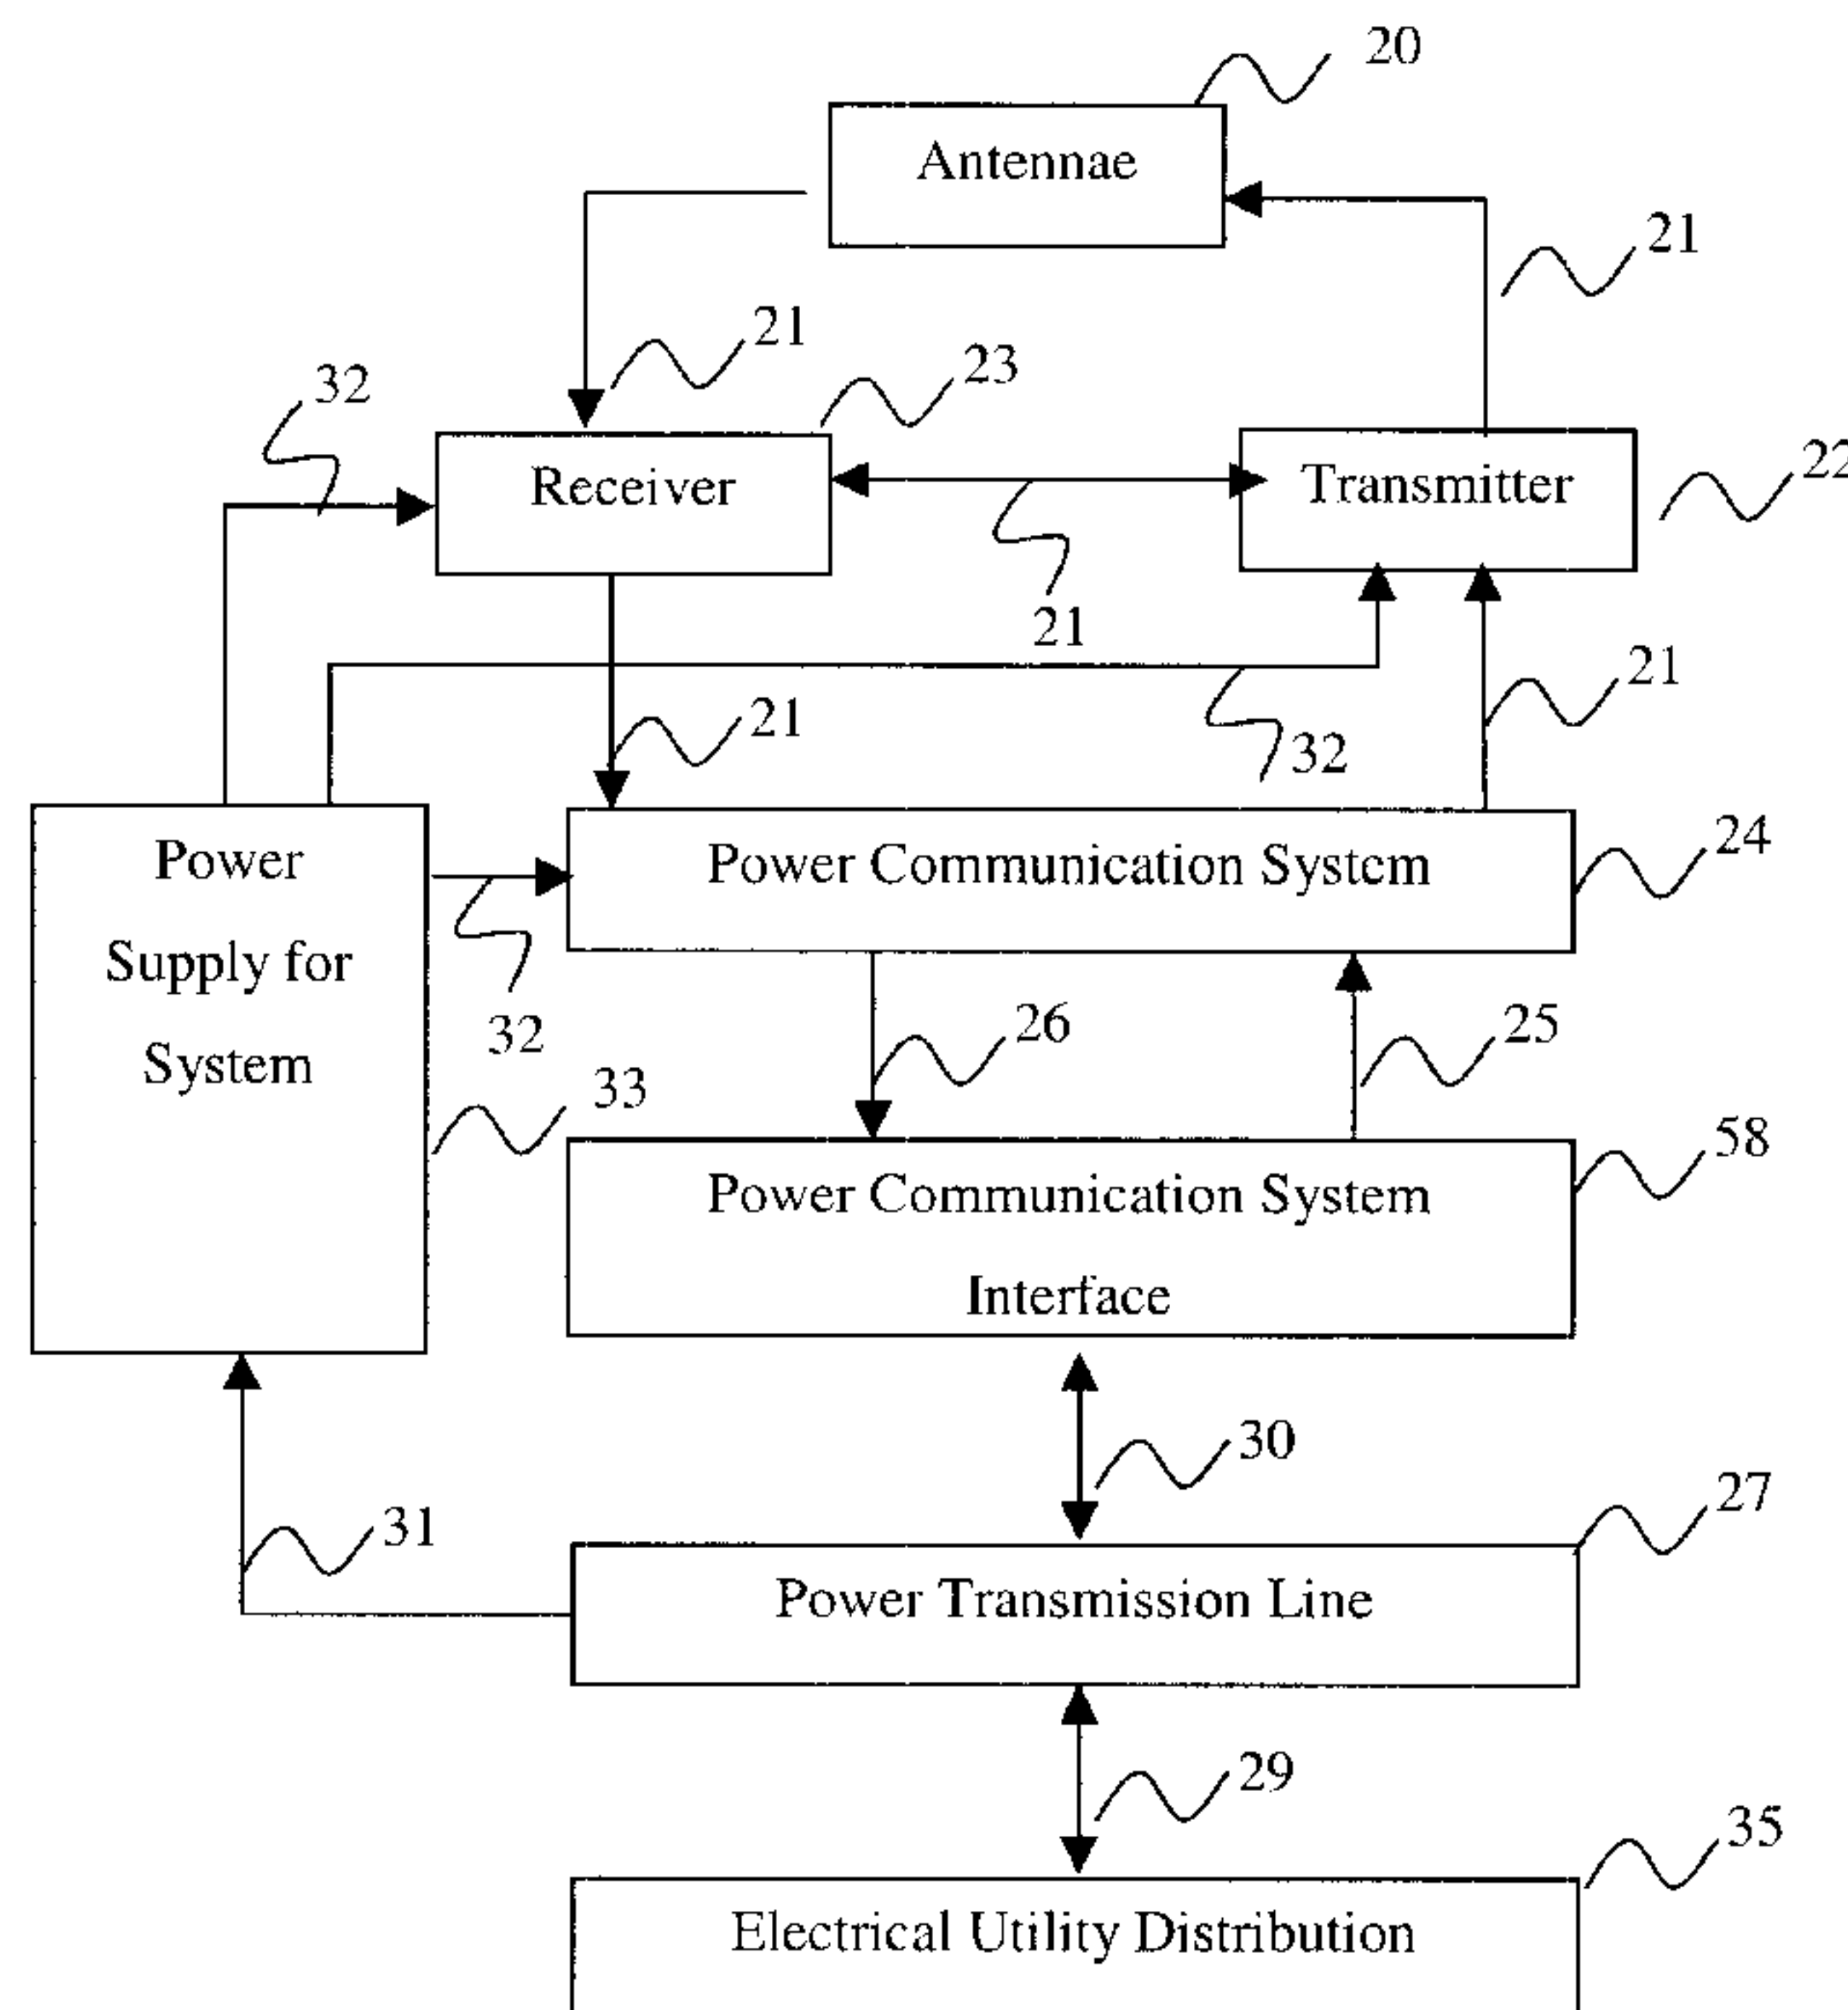 20
Antennae
21
21
23
32
Receiver
Transmitter
22
21
21
21
32
Power
Supply for
System
Power Communication System
24
32
26
25
33
58
Power Communication System
Interface
30
27
31
Power Transmission Line
29
35
Electrical Utility Distribution